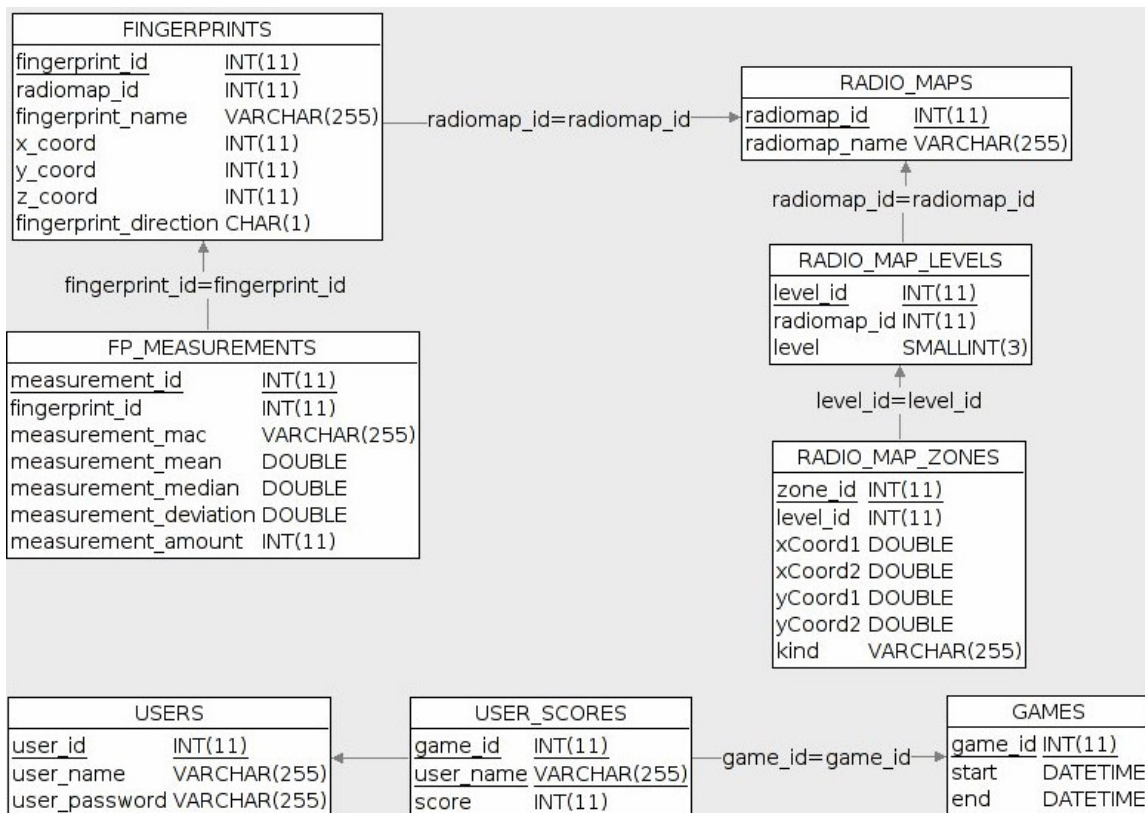 FINGERPRINTS
fingerprint_id INT(11)
radiomap_id INT(11)
fingerprint_name VARCHAR(255)
x_coord INT(11)
y_coord INT(11)
z_coord INT(11)
fingerprint_direction CHAR(1)
radiomap_id=radiomap_id
RADIO_MAPS
radiomap_id INT(11)
radiomap_name VARCHAR(255)
radiomap_id=radiomap_id
RADIO_MAP_LEVELS
level_id INT(11)
radiomap_id INT(11)
level SMALLINT(3)
fingerprint_id=fingerprint_id
FP_MEASUREMENTS
measurement_id INT(11)
fingerprint_id INT(11)
measurement_mac VARCHAR(255)
measurement_mean DOUBLE
measurement_median DOUBLE
measurement_deviation DOUBLE
measurement_amount INT(11)
level_id=level_id
RADIO_MAP_ZONES
zone_id INT(11)
level_id INT(11)
xCoord1 DOUBLE
xCoord2 DOUBLE
yCoord1 DOUBLE
yCoord2 DOUBLE
kind VARCHAR(255)
USERS
user_id INT(11)
user_name VARCHAR(255)
user_password VARCHAR(255)
USER_SCORES
game_id INT(11)
user_name VARCHAR(255)
score INT(11)
game_id=game_id
GAMES
game_id INT(11)
start DATETIME
end DATETIME